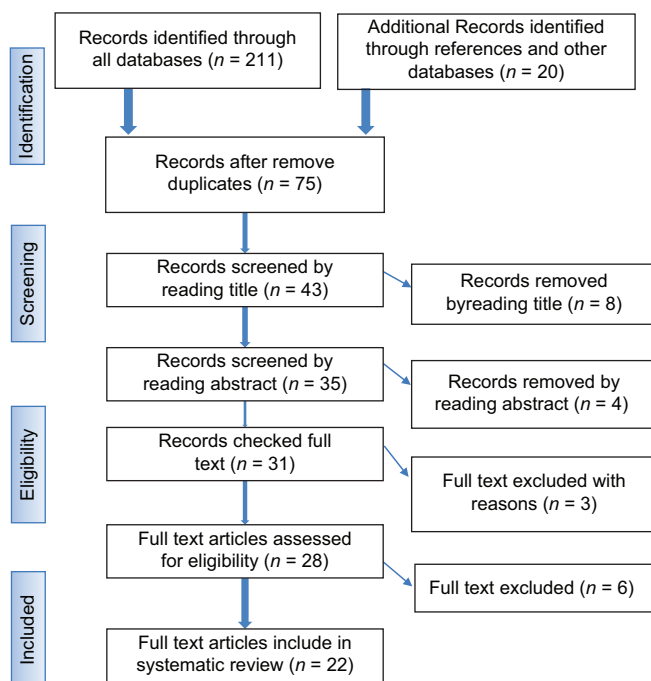 Identification
Records identified through
all databases (n = 211)
Additional Records identified
through references and other
databases (n = 20)
Records after remove
duplicates (n = 75)
Screening
Records screened by
reading title (n = 43)
Records removed
byreading title (n = 8)
Records screened by
reading abstract (n = 35)
Records removed by
reading abstract (n = 4)
Eligibility
Records checked full
text (n = 31)
Full text excluded with
reasons (n = 3)
Full text articles assessed
for eligibility (n = 28)
Full text excluded (n = 6)
Included
Full text articles include in
systematic review (n = 22)